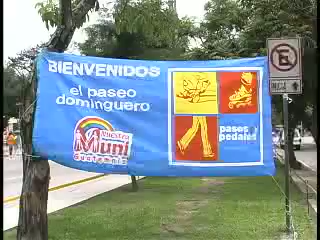 BIENVENIDOS
el paseo
dominguero
Nuestra
Muni
Guatemala
pasos
pedales
E